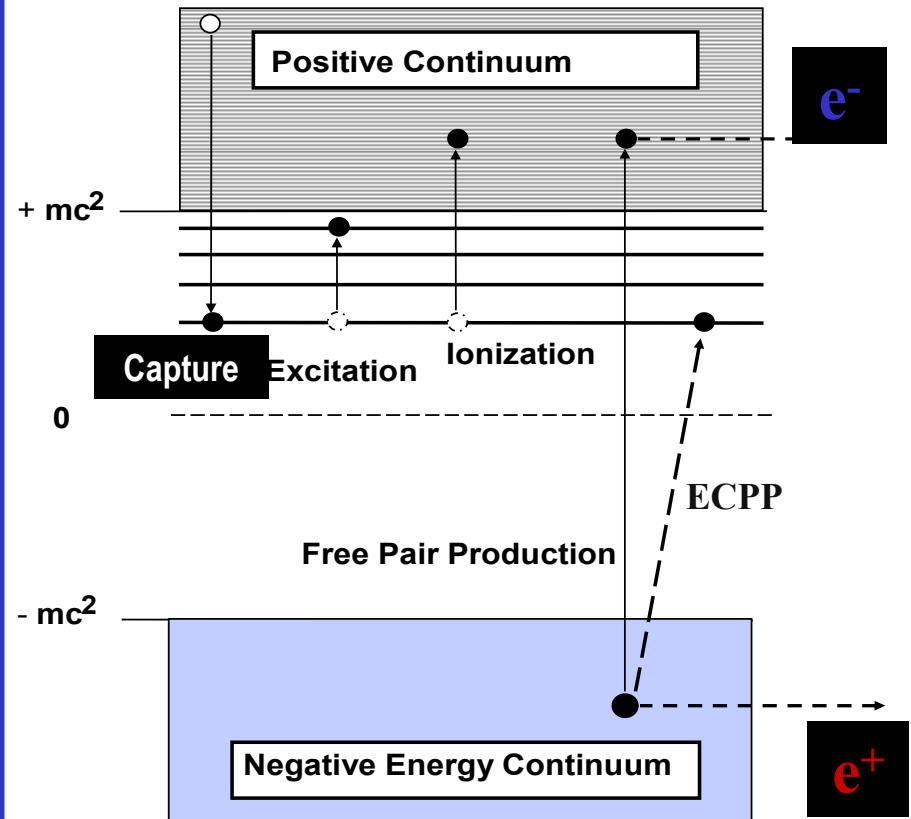 Positive Continuum
e⁻
+ mc²
Capture
Excitation
Ionization
0
ECPP
Free Pair Production
- mc²
Negative Energy Continuum
e⁺